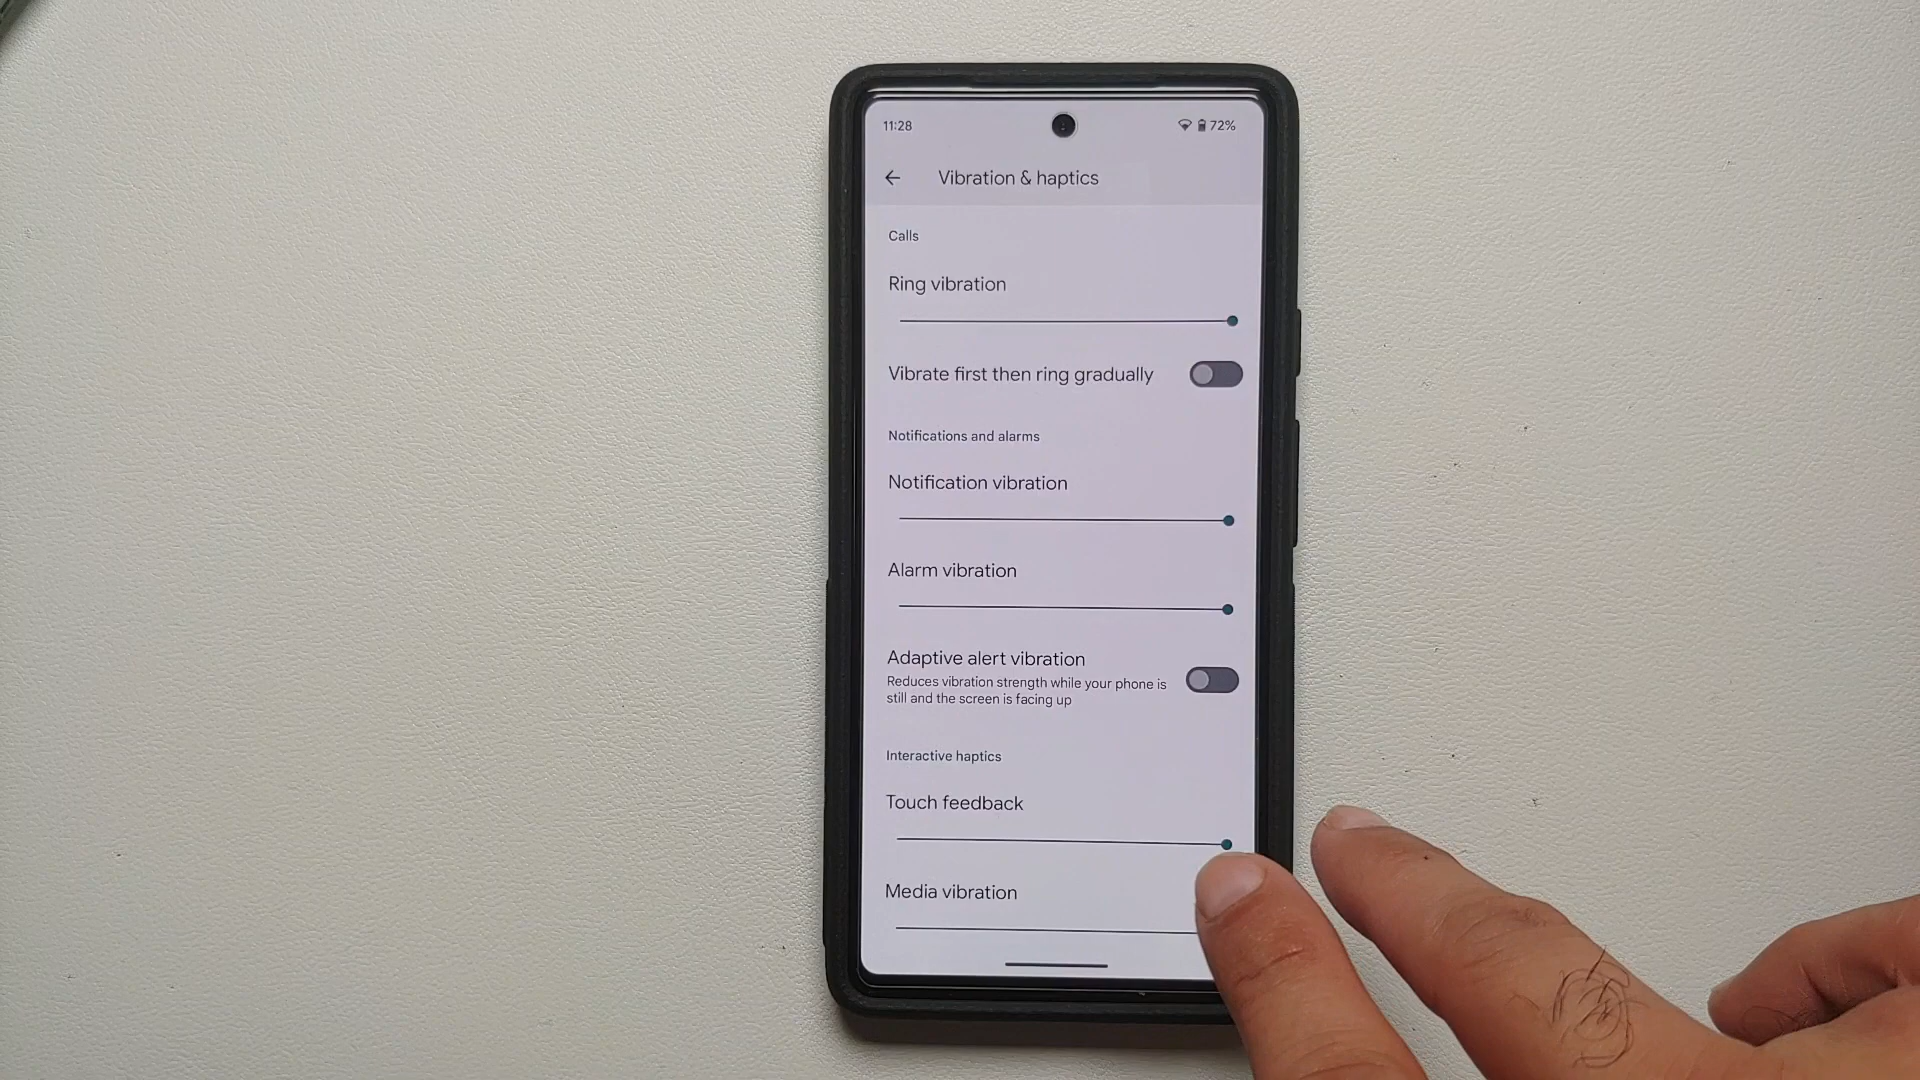 11:28
72%
Vibration & haptics
Calls
Ring vibration
Vibrate first then ring gradually
Notifications and alarms
Notification vibration
Alarm vibration
Adaptive alert vibration
Reduces vibration strength while your phone is
still and the screen is facing up
Interactive haptics
Touch feedback
Media vibration